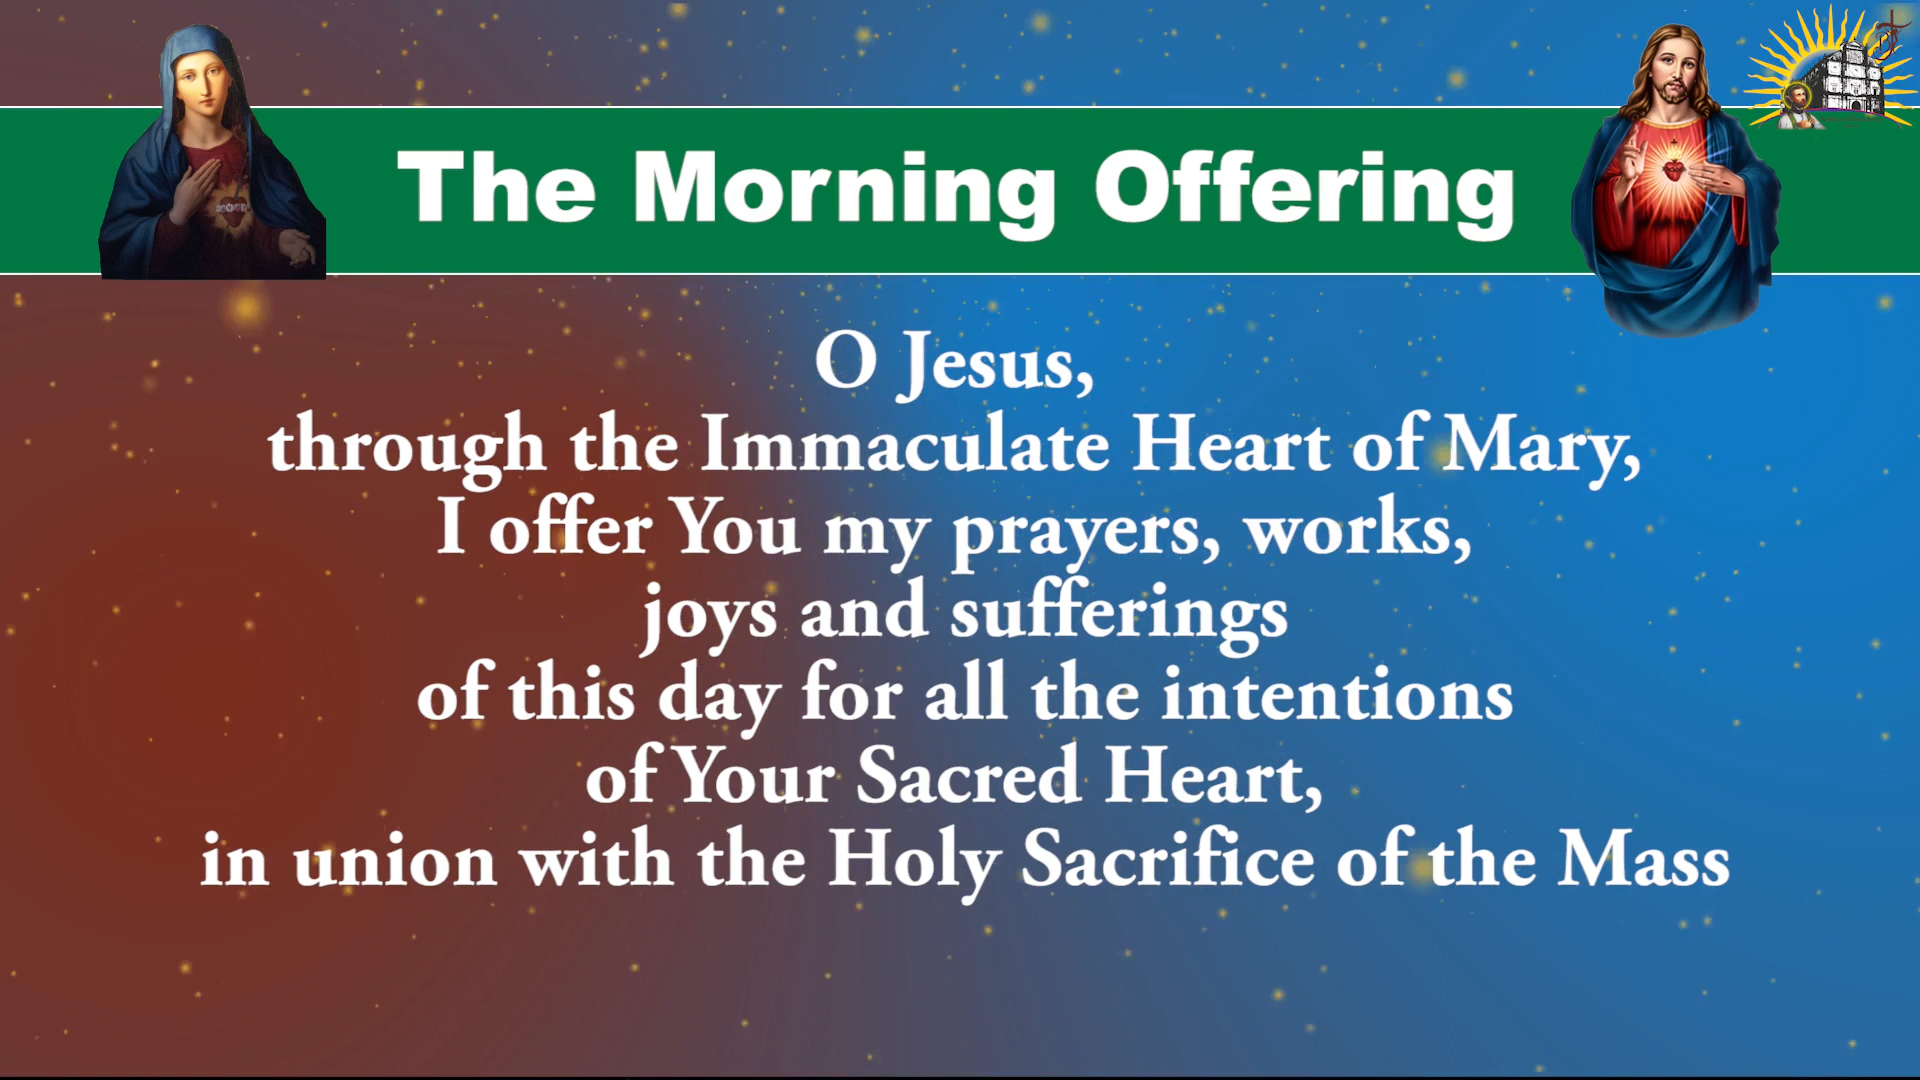 The Morning Offering
O Jesus,
through the Immaculate Heart of Mary,
I offer You my prayers, works,
joys and sufferings
of this day for all the intentions
of Your Sacred Heart,
in union with the Holy Sacrifice of the Mass